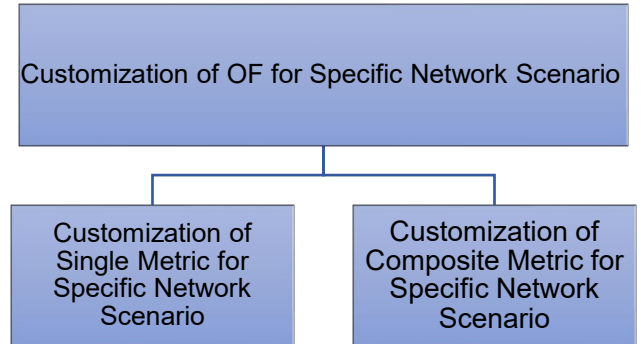 Customization of OF for Specific Network Scenario
Customization of
Single Metric for
Specific Network
Scenario
Customization of
Composite Metric for
Specific Network
Scenario